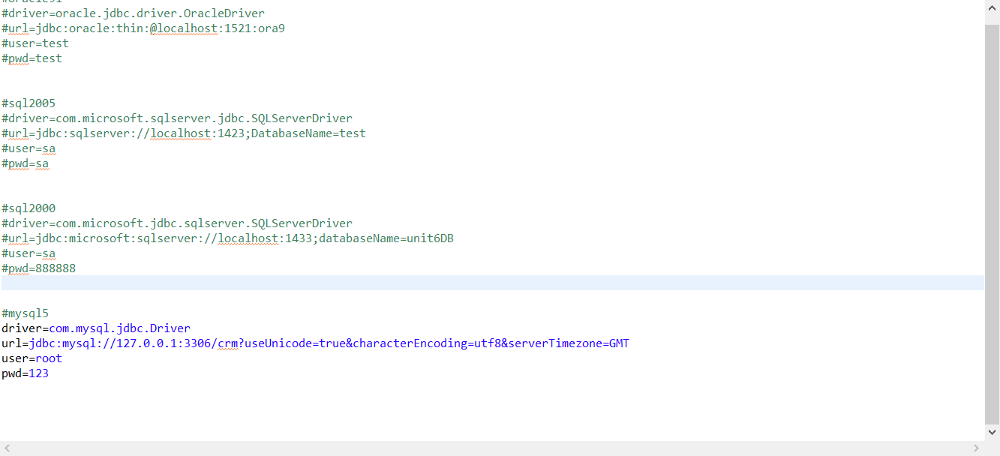 #driver=oracle.jdbc.driver.OracleDriver
#url=jdbc:oracle:thin:@localhost:1521:ora9
#user=test
#pwd=test
#sql2005
#driver=com.microsoft.sqlserver.jdbc.SQLServerDriver
#url=jdbc:sqlserver://localhost:1423;DatabaseName=test
#user=sa
#pwd=sa
#sql2000
#driver=com.microsoft.jdbc.sqlserver.SQLServerDriver
#url=jdbc:microsoft:sqlserver://localhost:1433;databaseName=unit6DB
#user=sa
#pwd=888888
#mysql5
driver=com.mysql.jdbc.Driver
url=jdbc:mysql://127.0.0.1:3306/crm?useUnicode=true&characterEncoding=utf8&serverTimezone=GMT
user=root
pwd=123